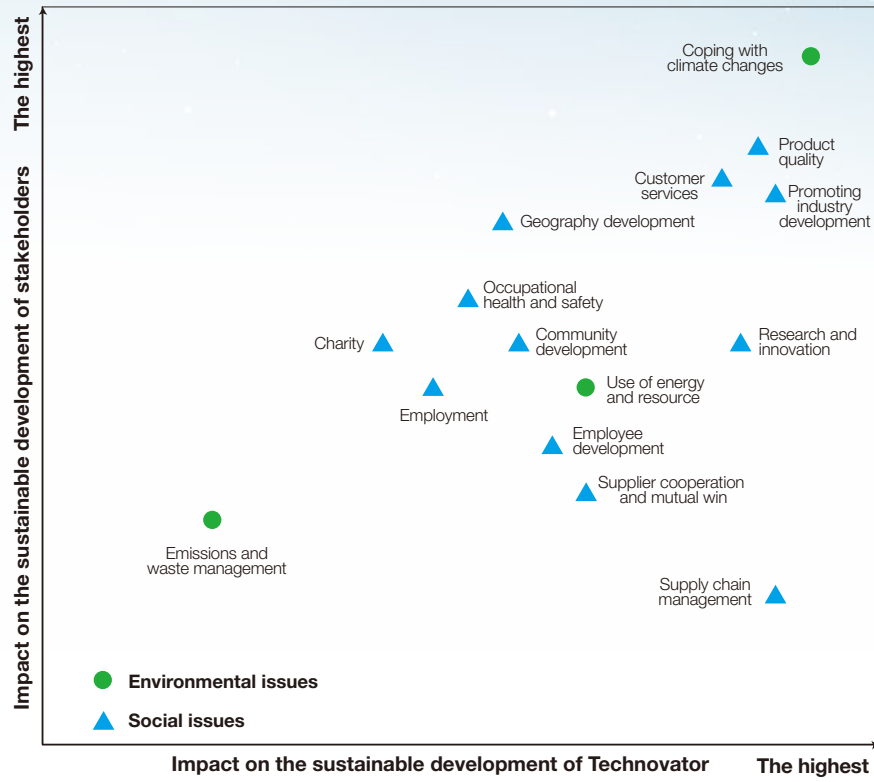 The highest
Impact on the sustainable development of stakeholders
Coping with
climate changes
Product
quality
Customer
services
Promoting
industry
development
Geography development
Occupational
health and safety
Charity
Community
development
Research and
innovation
Use of energy
and resource
Employment
Employee
development
Supplier cooperation
and mutual win
Emissions and
waste management
Supply chain
management
Environmental issues
Social issues
Impact on the sustainable development of Technovator
The highest